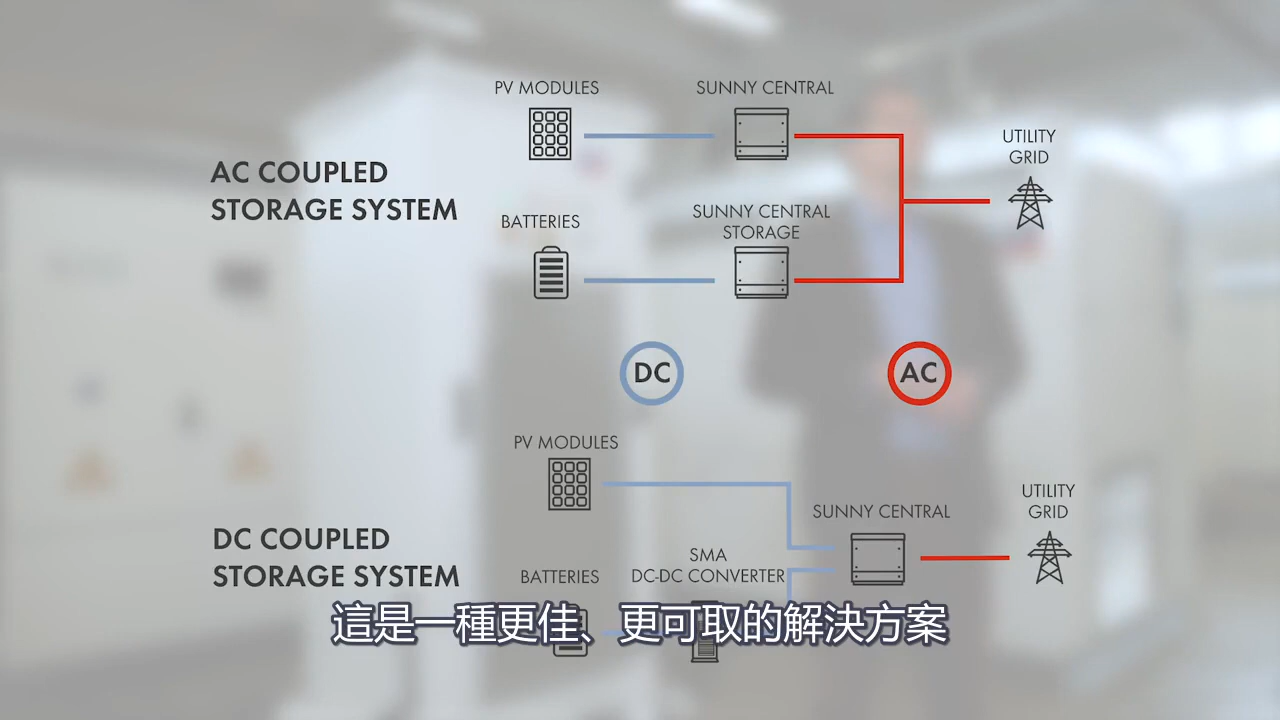 PV MODULES
SUNNY CENTRAL
UTILITY
GRID
AC COUPLED
STORAGE SYSTEM
BATTERIES
SUNNY CENTRAL
STORAGE
DC
AC
PV MODULES
SUNNY CENTRAL
UTILITY
GRID
DC COUPLED
STORAGE SYSTEM
BATTERIES
SMA
DC-DC CONVERTER
這是一種更佳、更可取的解決方案